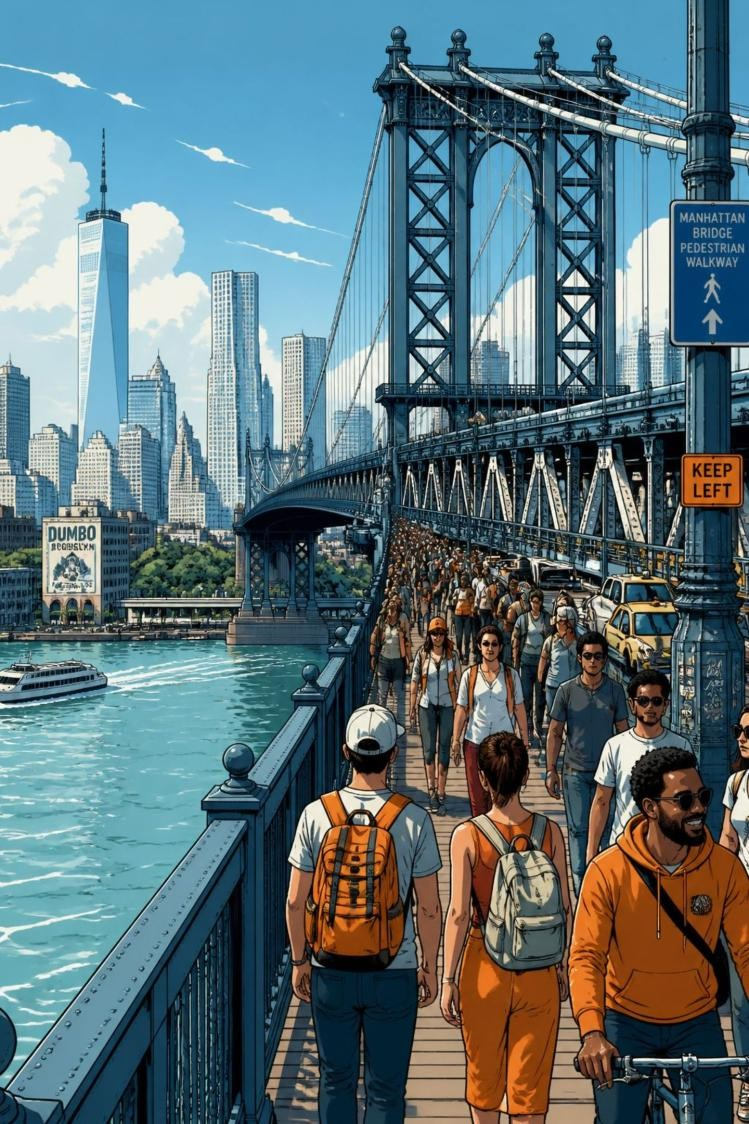 MANHATTAN
BRIDGE
PEDESTRIAN
WALKWAY
KEEP
LEFT
DUMBO